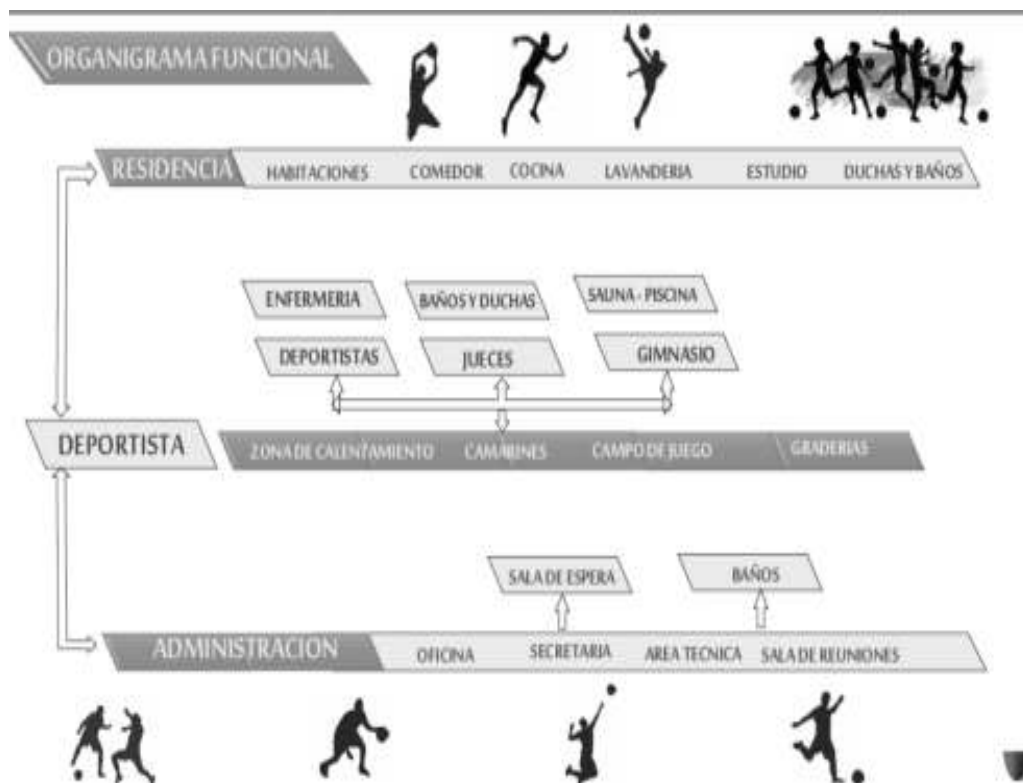 ORGANIGRAMA FUNCIONAL
RESIDENCIA HABITACIONES COMEDOR COCINA LAVANDERIA ESTUDIO DUCHAS Y BAÑOS
ENFERMERIA BAÑOS Y DUCHAS SAUNA - PISCINA
DEPORTISTAS JUECES GIMNASIO
DEPORTISTA ZONA DE CALENTAMIENTO CAMARINES CAMPO DE JUEGO GRADERIAS
SALA DE ESPERA BAÑOS
ADMINISTRACION OFICINA SECRETARIA AREA TECNICA SALA DE REUNIONES